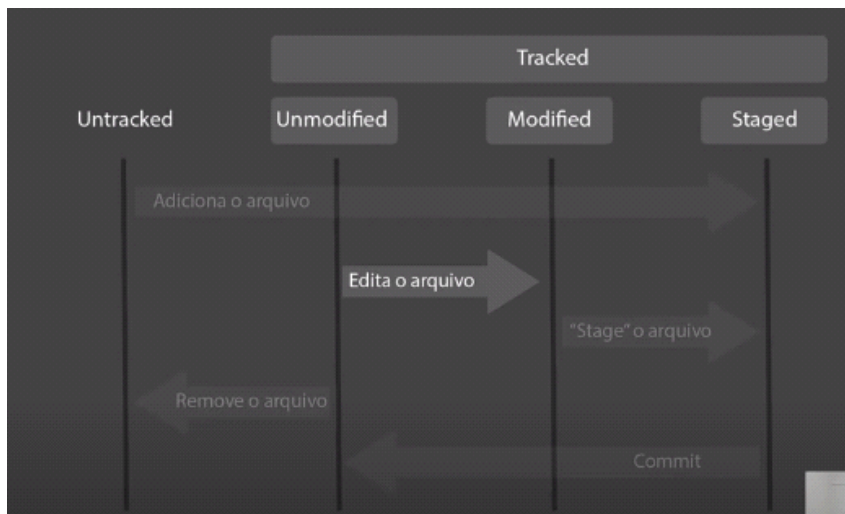 Tracked
Untracked
Unmodified
Modified
Staged
Adiciona o arquivo
Edita o arquivo
"Stage" o arquivo
Remove o arquivo
Commit